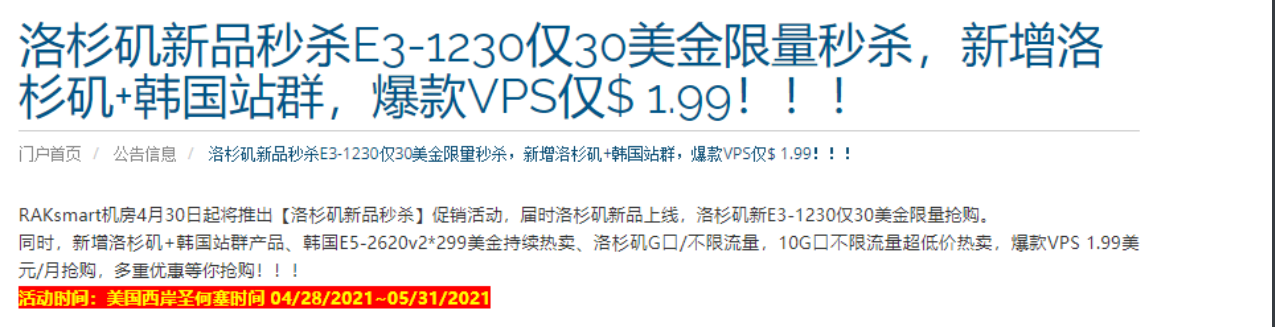 洛杉矶新品秒杀E3-1230仅30美金限量秒杀，新增洛
杉矶+韩国站群，爆款VPS仅$ 1.99！！！
门户首页 / 公告信息 / 洛杉矶新品秒杀E3-1230仅30美金限量秒杀，新增洛杉矶+韩国站群，爆款VPS仅$ 1.99！！！
RAKsmart机房4月30日起将推出【洛杉矶新品秒杀】促销活动，届时洛杉矶新品上线，洛杉矶新E3-1230仅30美金限量抢购。
同时，新增洛杉矶+韩国站群产品、韩国E5-2620v2*299美金持续热卖、洛杉矶G口/不限流量，10G口不限流量超低价热卖，爆款VPS 1.99美
元/月抢购，多重优惠等你抢购！！！
活动时间：美国西岸圣何塞时间 04/28/2021~05/31/2021